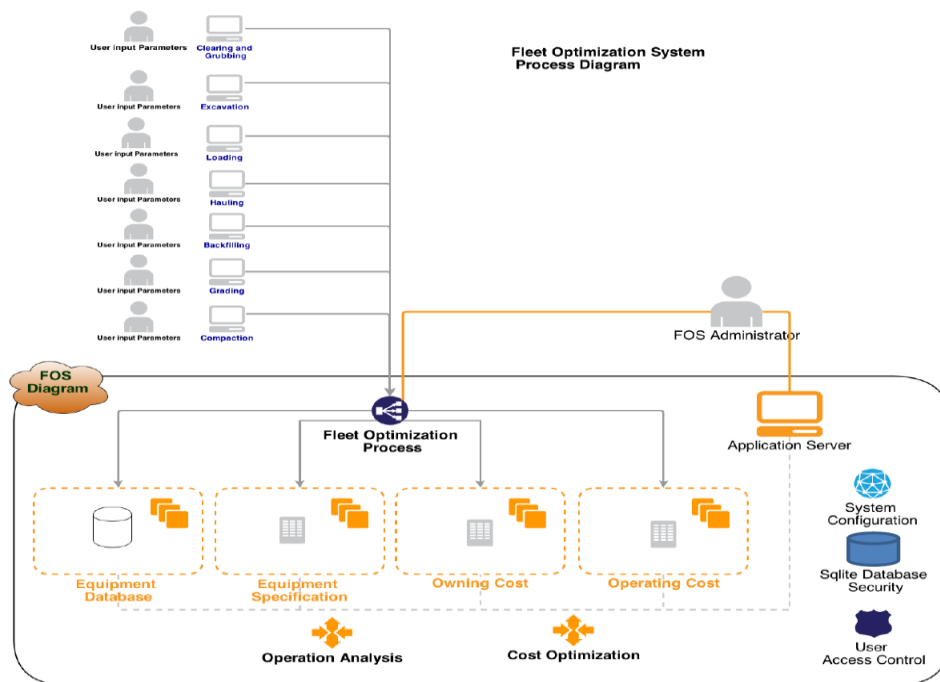 Fleet Optimization System
Process Diagram
User input Parameters
Clearing and
Grubbing
User input Parameters
Excavation
User input Parameters
Loading
User input Parameters
Hauling
User input Parameters
Backfilling
User input Parameters
Grading
User input Parameters
Compaction
FOS Administrator
FOS
Diagram
Fleet Optimization
Process
Application Server
System
Configuration
Equipment
Database
Equipment
Specification
Owning Cost
Operating Cost
Sqlite Database
Security
Operation Analysis
Cost Optimization
User
Access Control